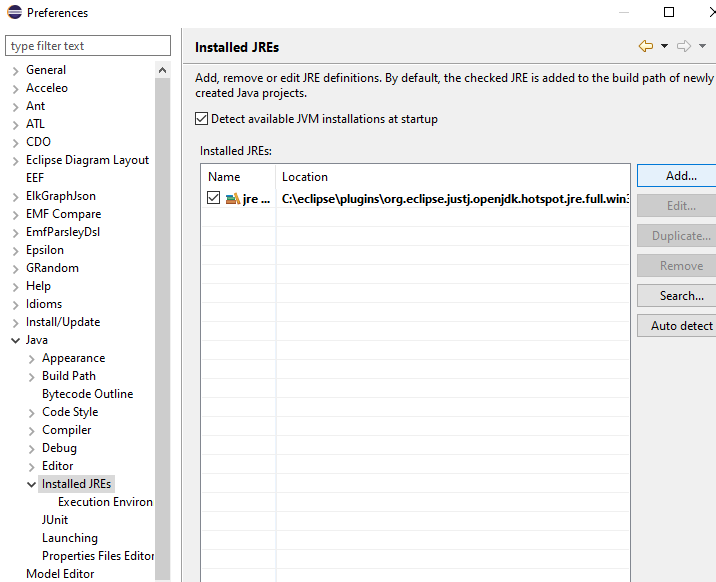 Preferences
type filter text
General
Acceleo
Ant
ATL
CDO
Eclipse Diagram Layout
EEF
ElkGraphJson
EMF Compare
EmfParsleyDsl
Epsilon
GRandom
Help
Idioms
Install/Update
Java
Appearance
Build Path
Bytecode Outline
Code Style
Compiler
Debug
Editor
Installed JREs
Execution Environ
JUnit
Launching
Properties Files Editor
Model Editor
Installed JREs
Add, remove or edit JRE definitions. By default, the checked JRE is added to the build path of newly
created Java projects.
Detect available JVM installations at startup
Installed JREs:
Name Location
jre ... C:\eclipse\plugins\org.eclipse.justj.openjdk.hotspot.jre.full.win3
Add...
Edit...
Duplicate...
Remove
Search...
Auto detect